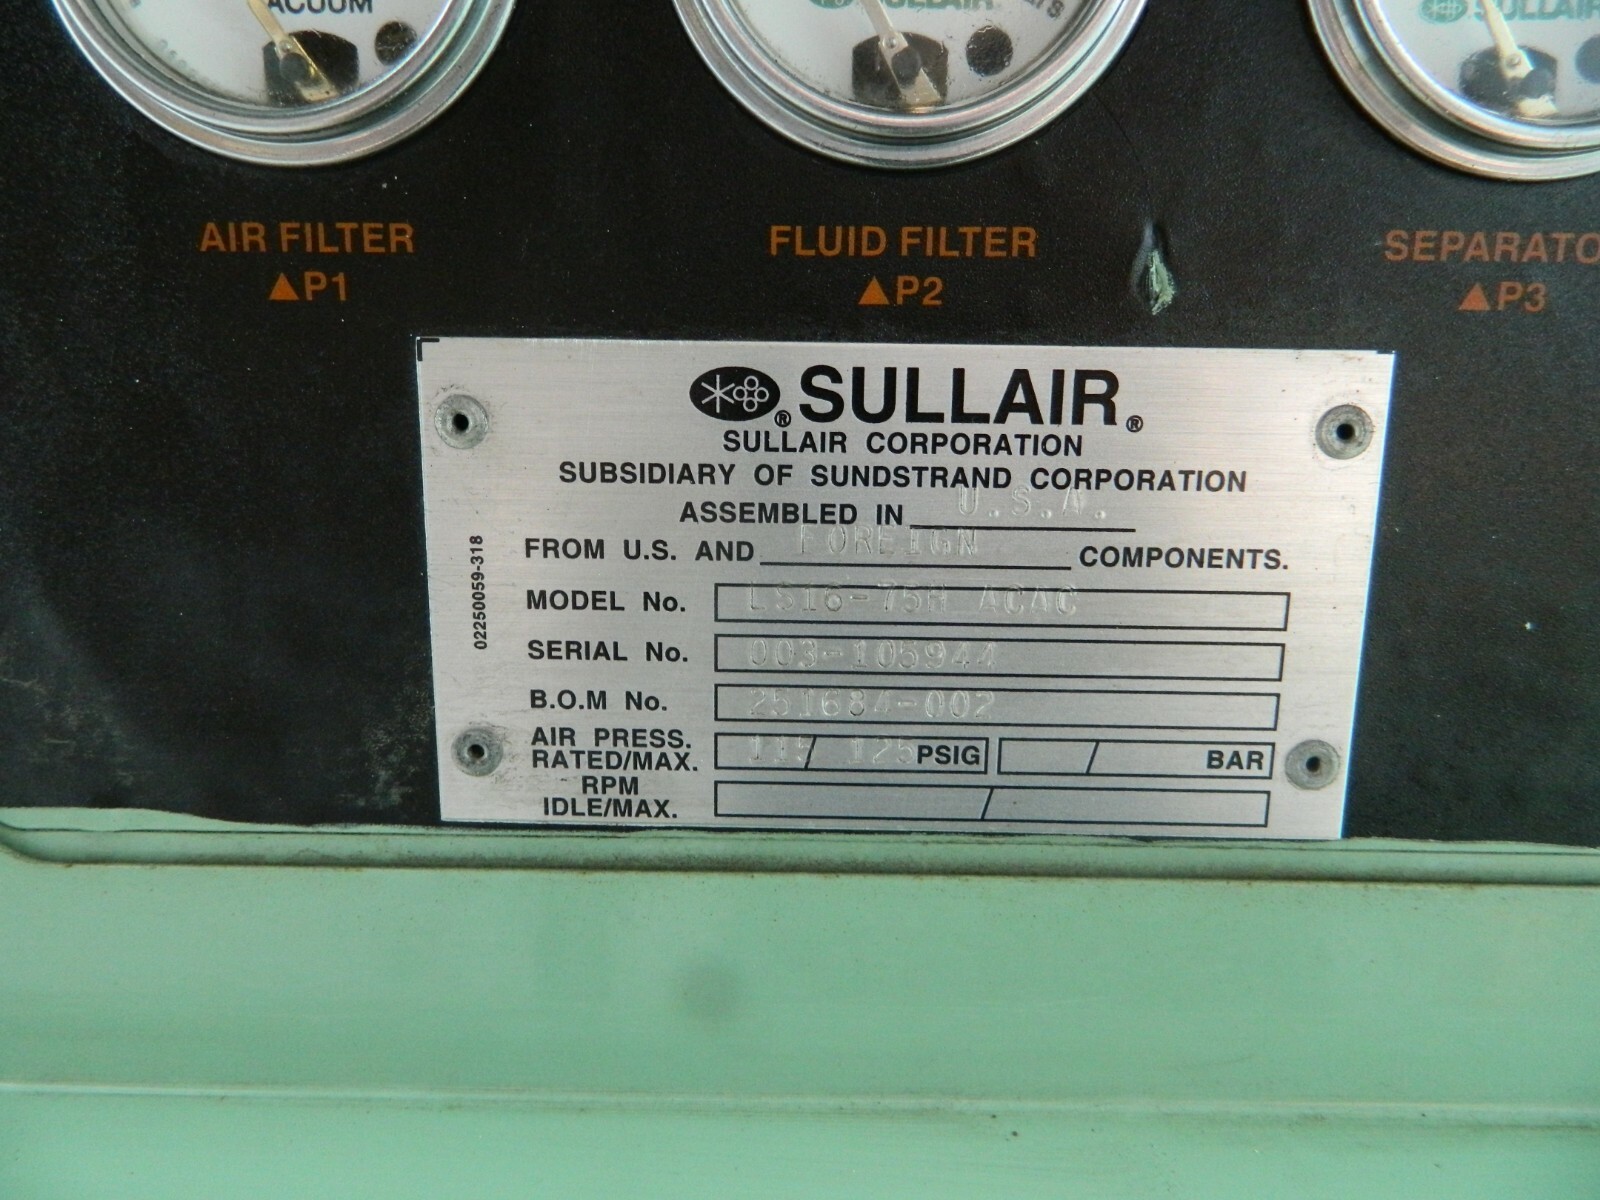 ACUUM
SULLAIR
SULLAIR
AIR FILTER
▲P1
FLUID FILTER
▲P2
SEPARATO
▲P3
SULLAIR®
SULLAIR CORPORATION
SUBSIDIARY OF SUNDSTRAND CORPORATION
ASSEMBLED IN U.S.A.
FROM U.S. AND FOREIGN COMPONENTS.
02250059-318
MODEL No. LS16-75H ACAC
SERIAL No. 003-105944
B.O.M No. 251684-002
AIR PRESS. RATED/MAX. 115/ 125 PSIG / BAR
RPM IDLE/MAX. /